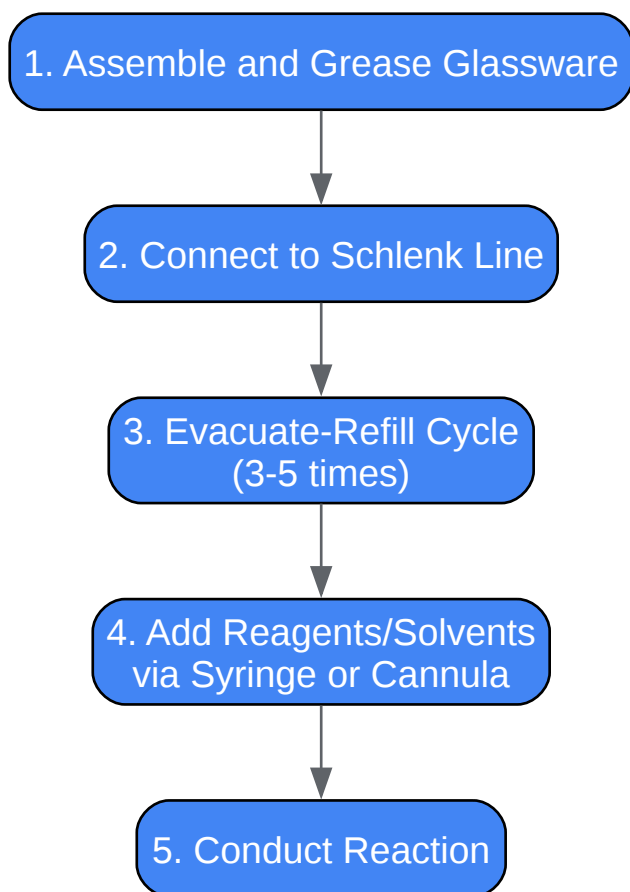 1. Assemble and Grease Glassware
2. Connect to Schlenk Line
3. Evacuate-Refill Cycle
(3-5 times)
4. Add Reagents/Solvents
via Syringe or Cannula
5. Conduct Reaction